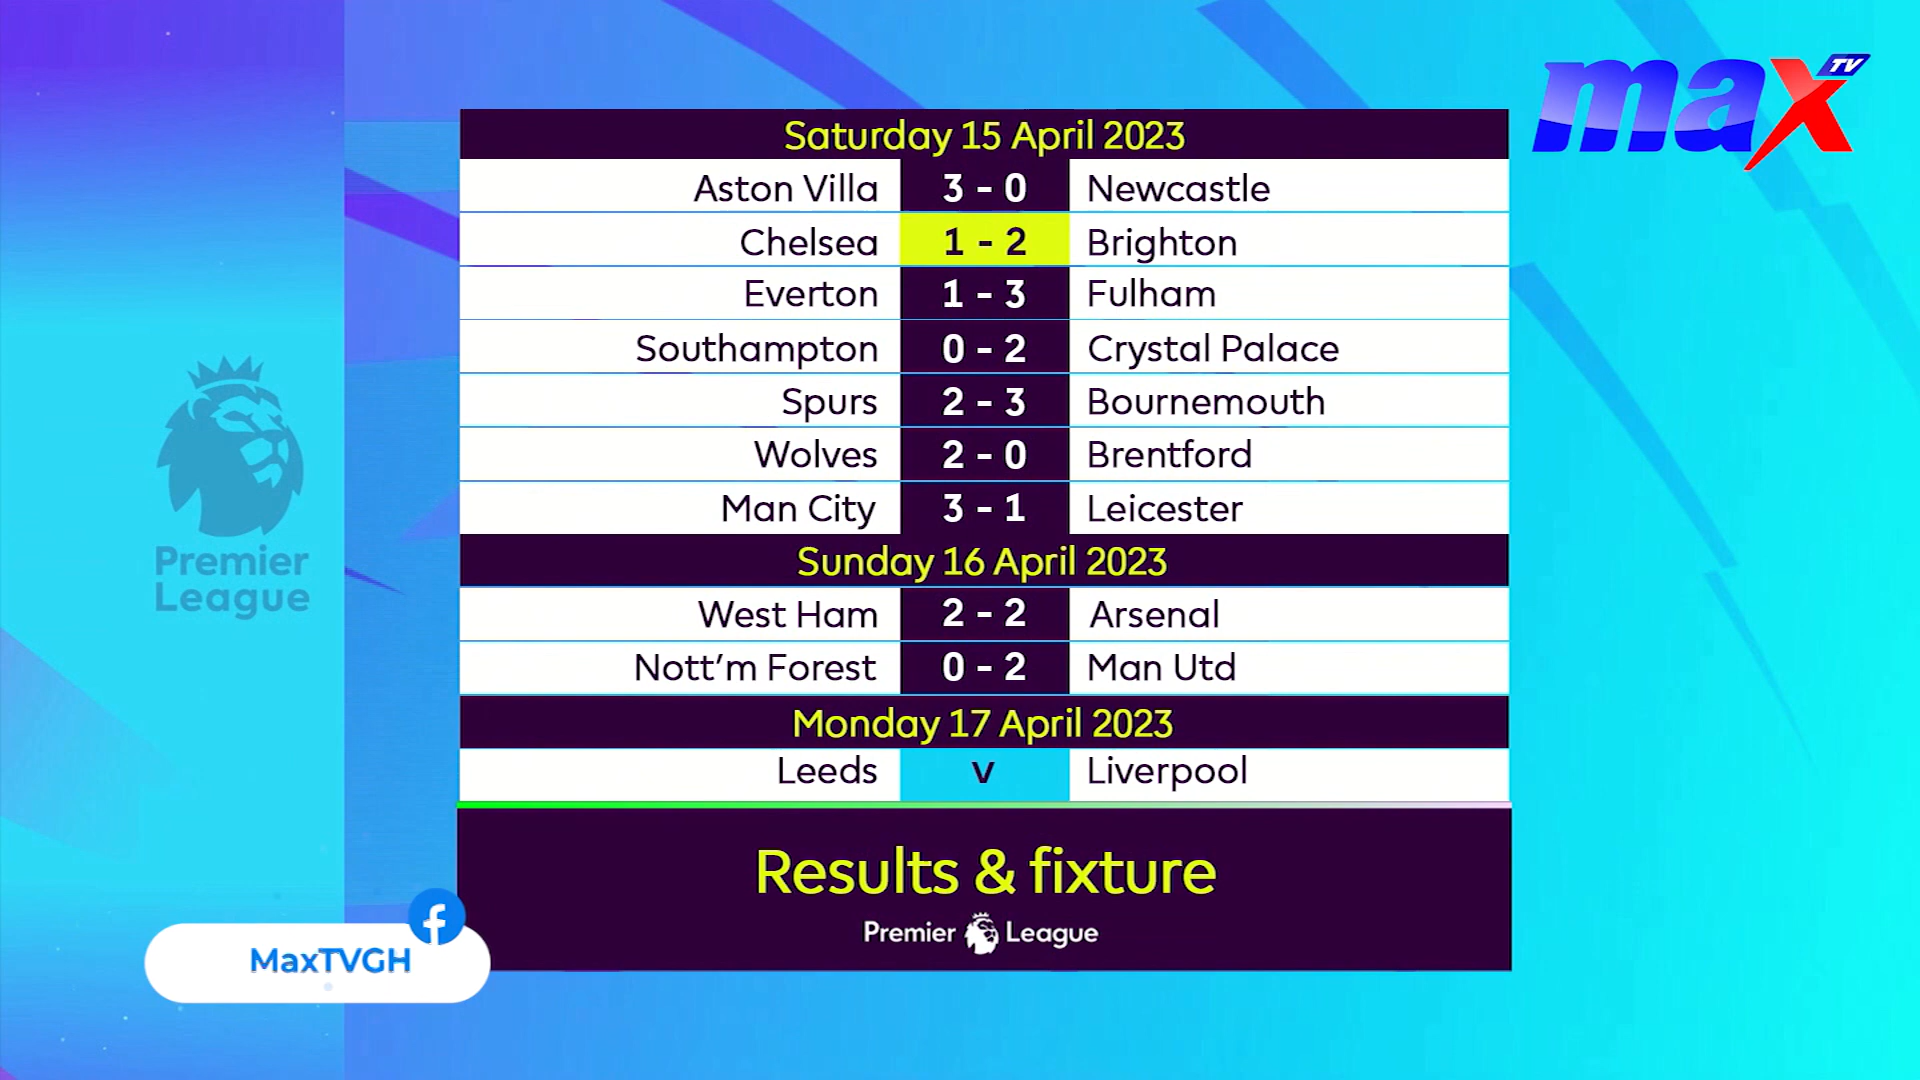 max TV
Saturday 15 April 2023
Aston Villa 3 - 0 Newcastle
Chelsea 1 - 2 Brighton
Everton 1 - 3 Fulham
Southampton 0 - 2 Crystal Palace
Spurs 2 - 3 Bournemouth
Wolves 2 - 0 Brentford
Man City 3 - 1 Leicester
Sunday 16 April 2023
West Ham 2 - 2 Arsenal
Nott’m Forest 0 - 2 Man Utd
Monday 17 April 2023
Leeds v Liverpool
Premier
League
Results & fixture
Premier League
MaxTVGH